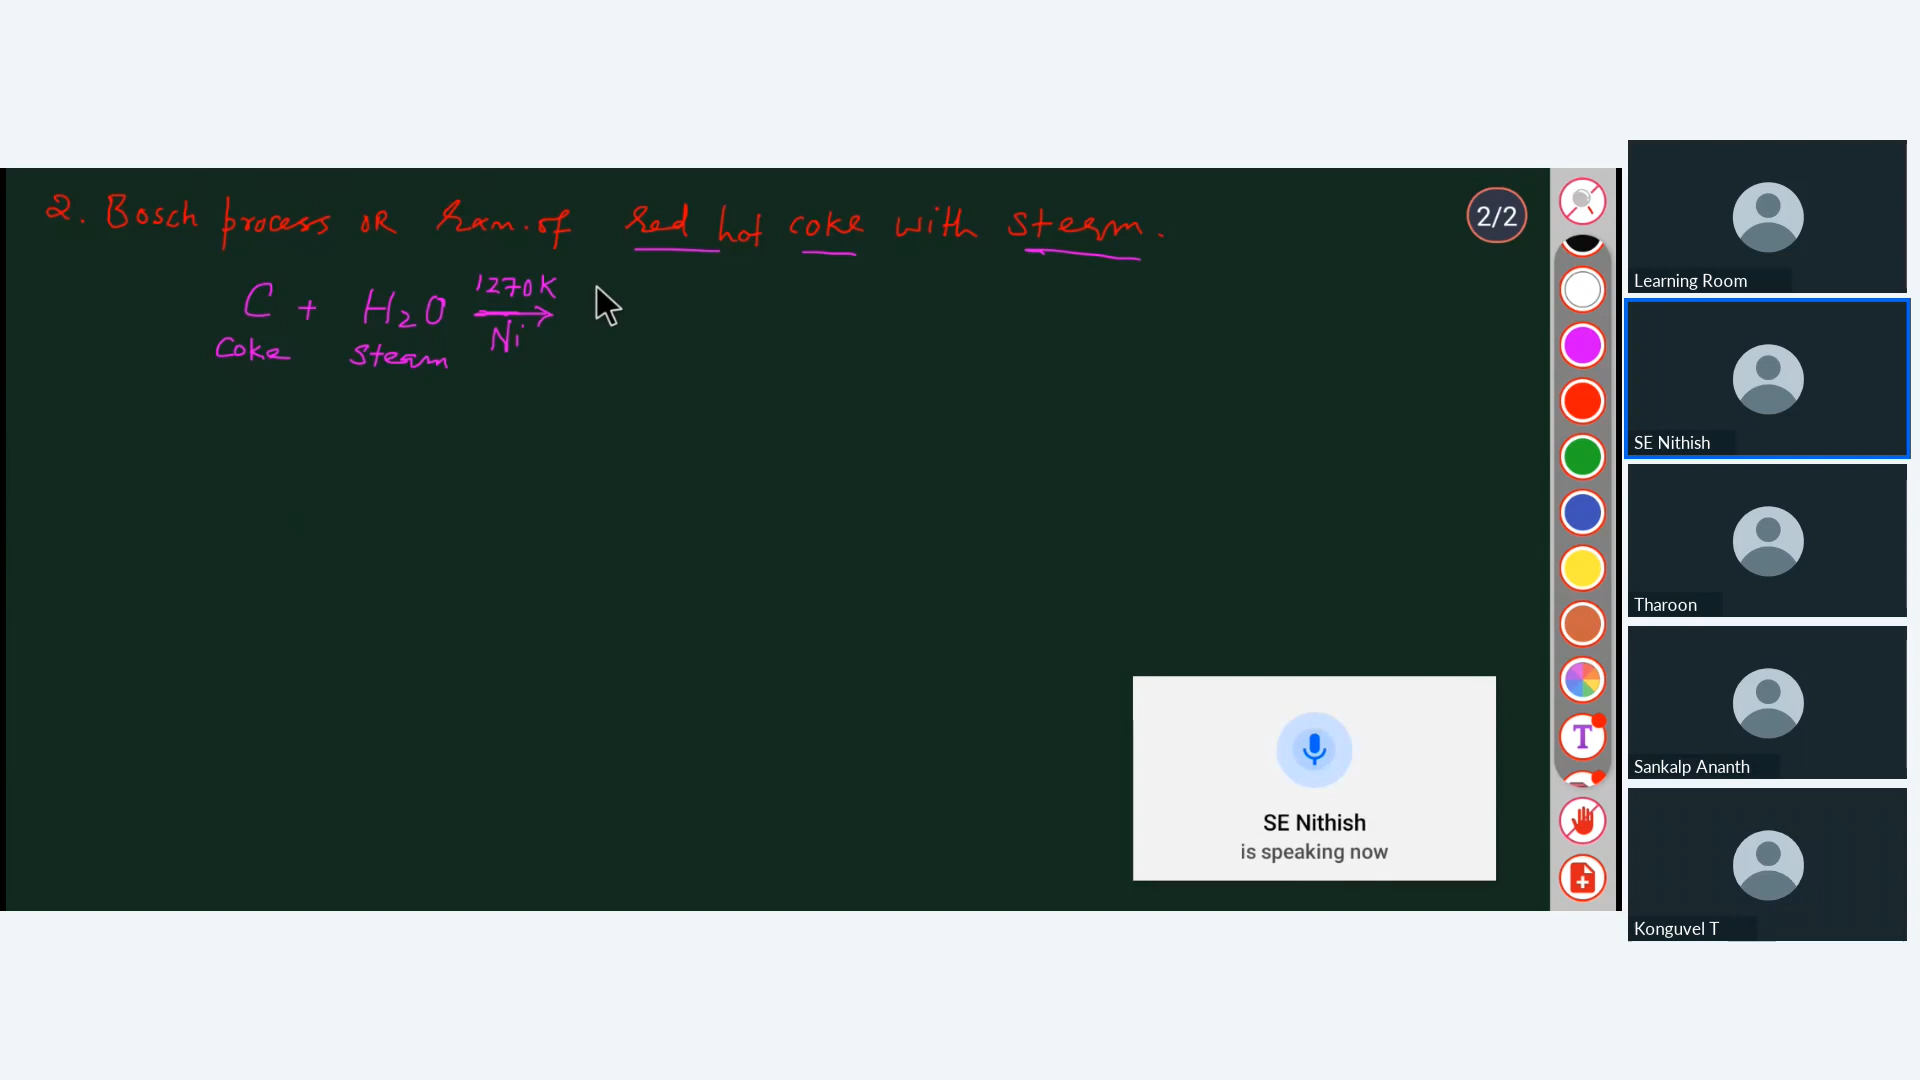 2. Bosch process OR Rxn. of red hot coke with steam.
2/2
C + H₂O 1270K
Ni
Coke steam
T
SE Nithish
is speaking now
Learning Room
SE Nithish
Tharoon
Sankalp Ananth
Konguvel T